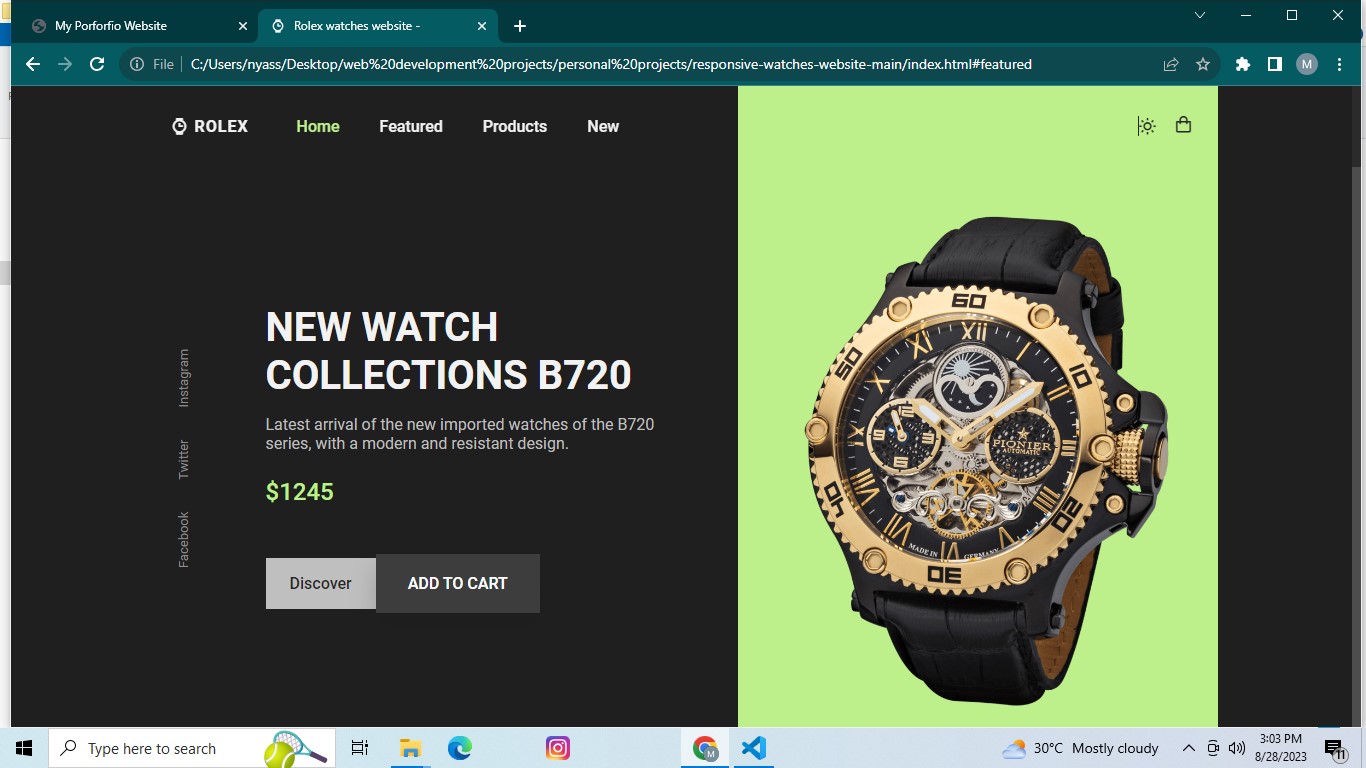 My Porforfio Website
Rolex watches website -
File
C:/Users/nyass/Desktop/web%20development%20projects/personal%20projects/responsive-watches-website-main/index.html#featured
M
ROLEX
Home
Featured
Products
New
NEW WATCH
COLLECTIONS B720
Latest arrival of the new imported watches of the B720
series, with a modern and resistant design.
$1245
Discover
ADD TO CART
Instagram
Twitter
Facebook
60
10
20
30
40
50
XII
PIONIER
AUTOMATIC
12
3
6
9
MADE IN GERMANY
Type here to search
M
30°C Mostly cloudy
3:03 PM
8/28/2023
11